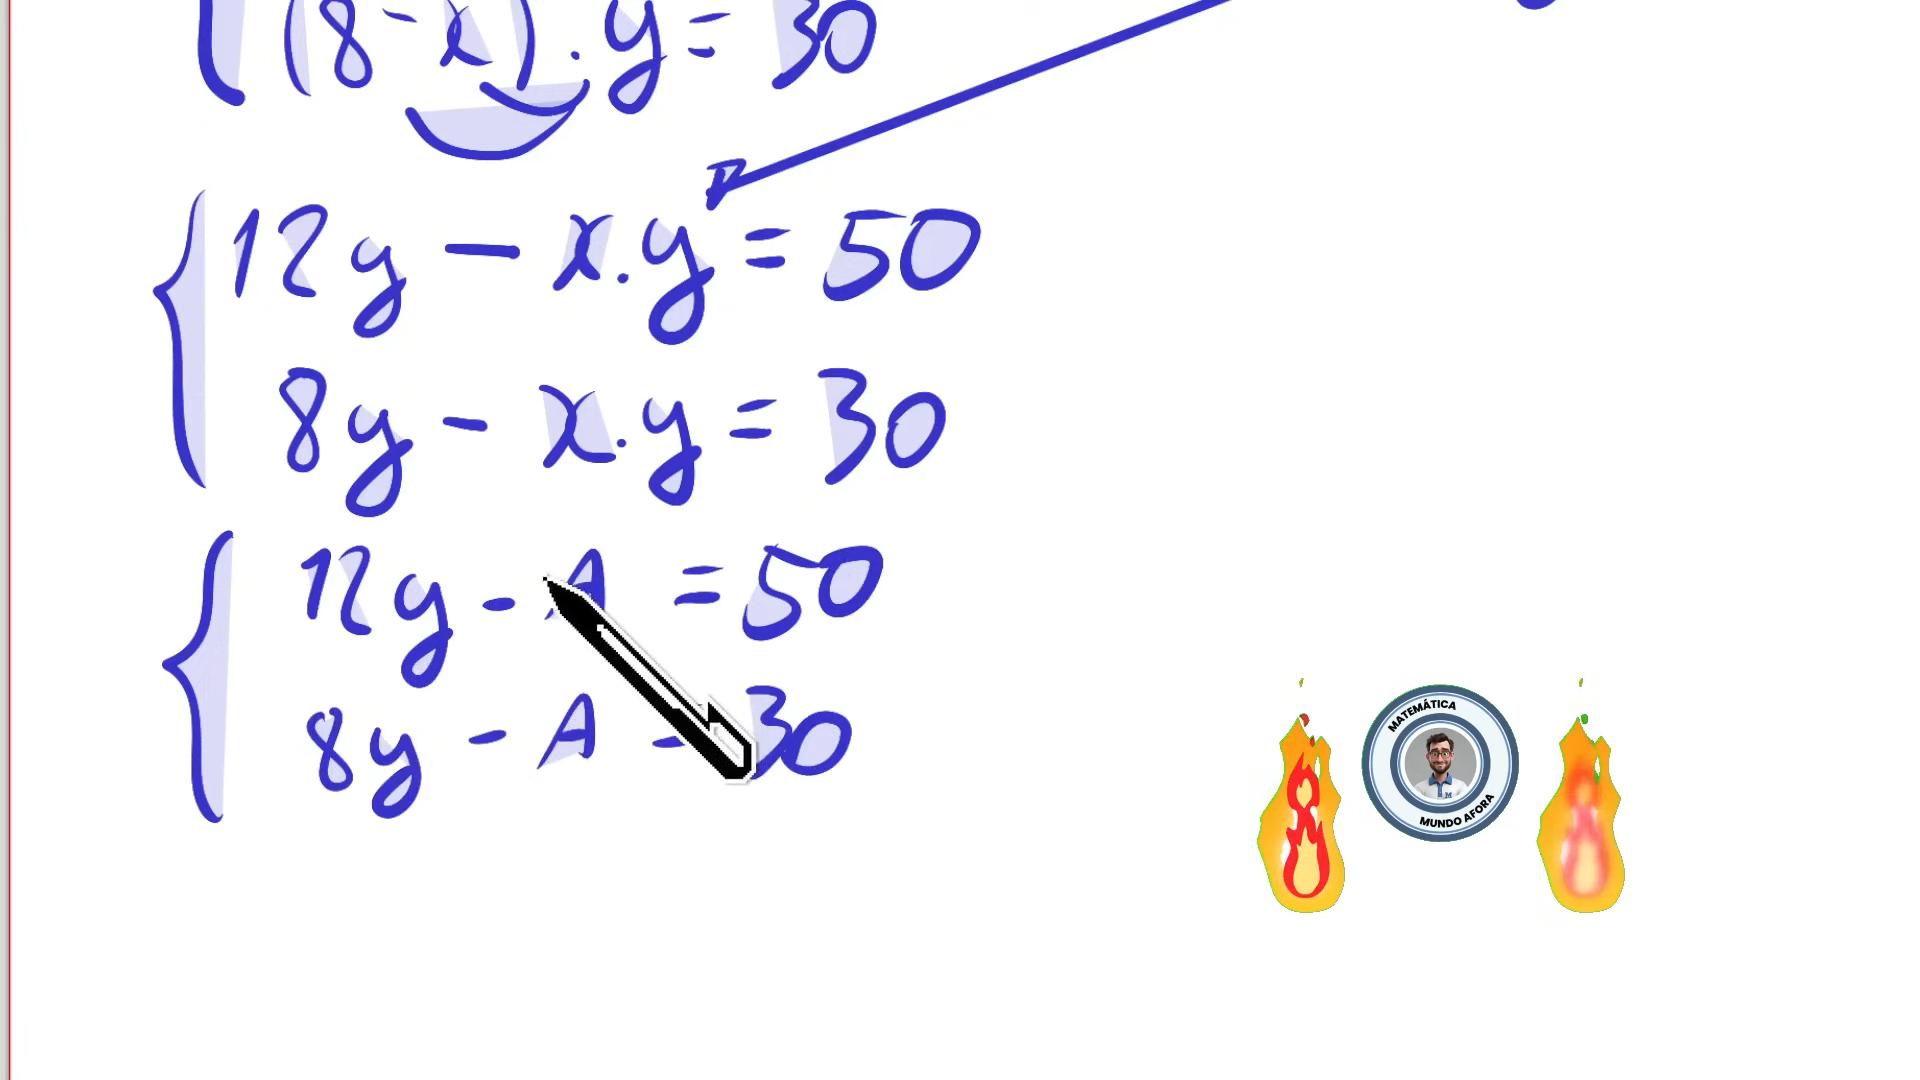 (8-x).y=30
12y-x.y=50
8y-x.y=30
12y-A=50
8y-A=30
MATEMÁTICA
MUNDO AFORA